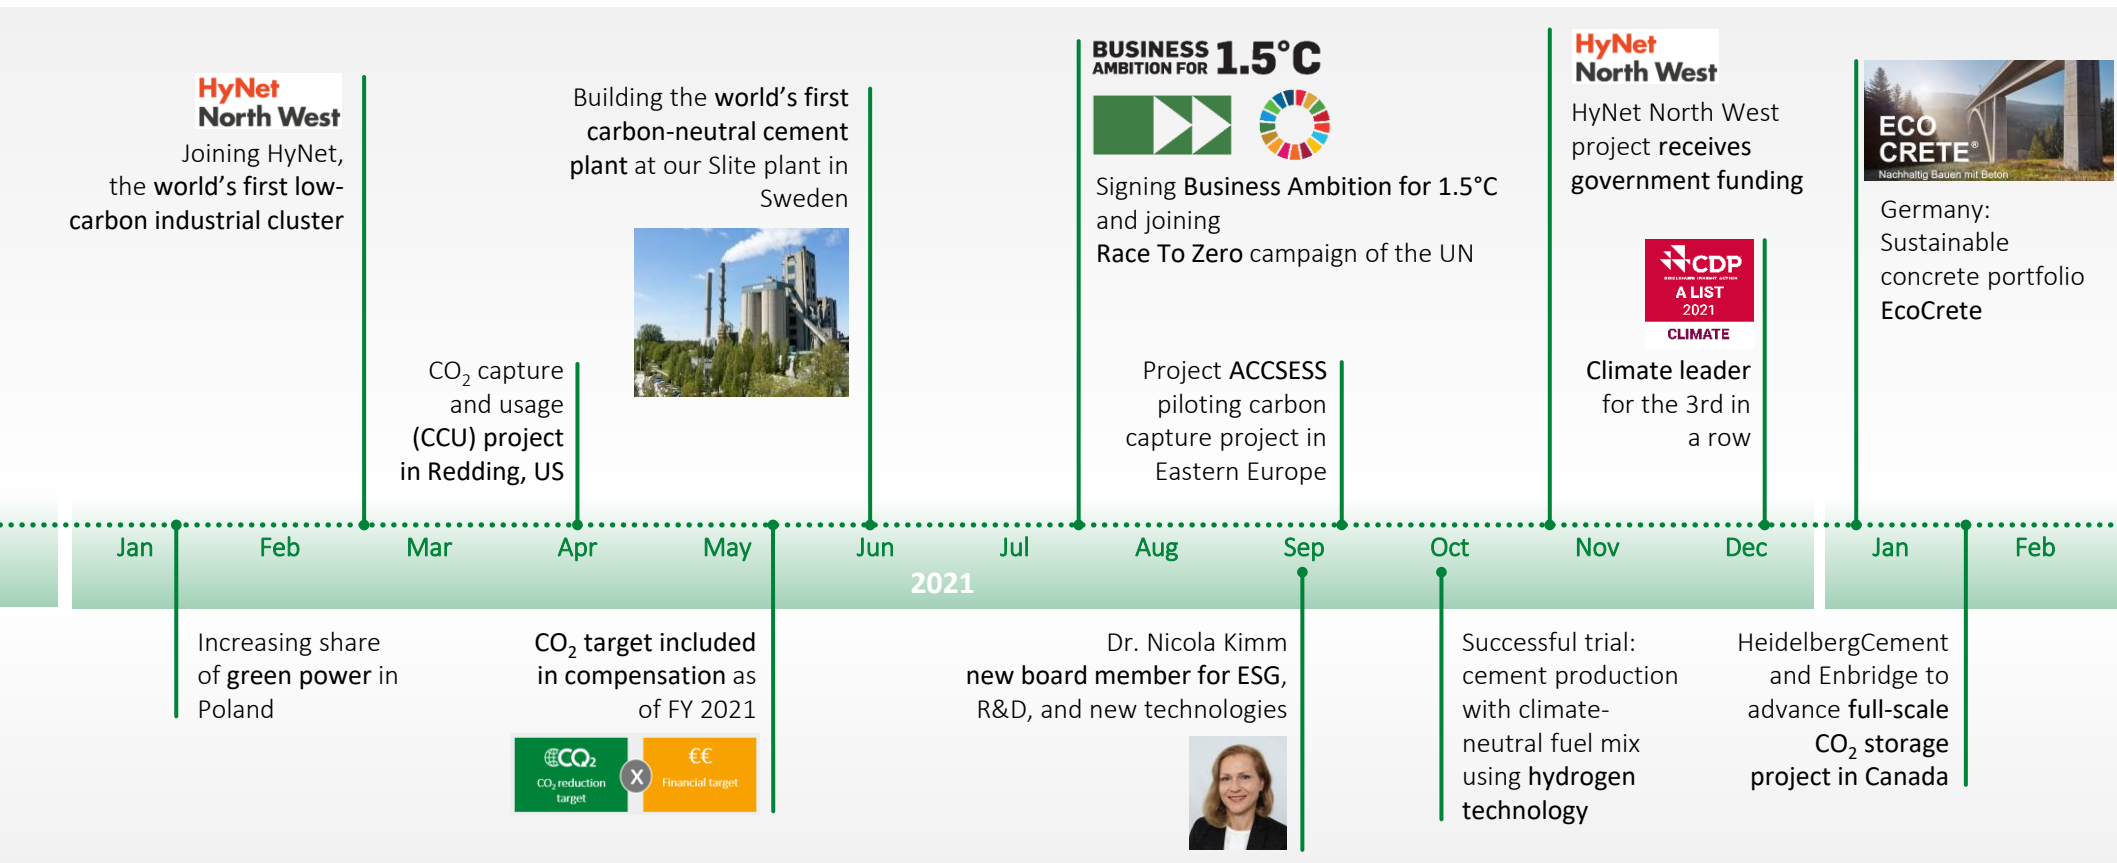 HyNet
North West
Joining HyNet,
the world's first low-
carbon industrial cluster
CO₂ capture
and usage
(CCU) project
in Redding, US
Building the world's first
carbon-neutral cement
plant at our Slite plant in
Sweden
BUSINESS
AMBITION FOR 1.5°C
Signing Business Ambition for 1.5°C
and joining
Race To Zero campaign of the UN
Project ACCSESS
piloting carbon
capture project in
Eastern Europe
HyNet
North West
HyNet North West
project receives
government funding
CDP
DISCLOSURE INSIGHT ACTION
A LIST
2021
CLIMATE
Climate leader
for the 3rd in
a row
ECO
CRETE®
Nachhaltig Bauen mit Beton
Germany:
Sustainable
concrete portfolio
EcoCrete
Jan Feb Mar Apr May Jun Jul Aug Sep Oct Nov Dec Jan Feb
2021
Increasing share
of green power in
Poland
CO₂ target included
in compensation as
of FY 2021
CO₂
CO₂ reduction
target
X
€€
Financial target
Dr. Nicola Kimm
new board member for ESG,
R&D, and new technologies
Successful trial:
cement production
with climate-
neutral fuel mix
using hydrogen
technology
HeidelbergCement
and Enbridge to
advance full-scale
CO₂ storage
project in Canada